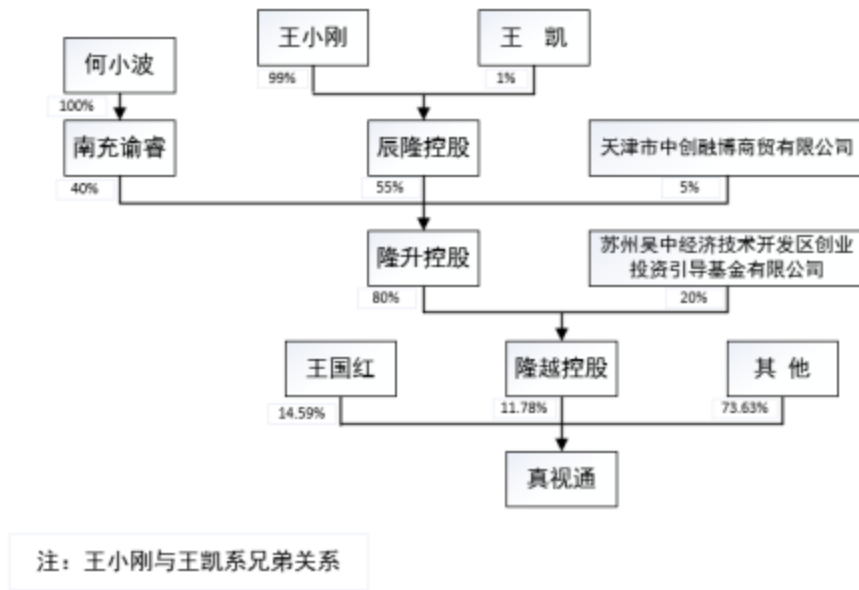 王小刚
王 凯
何小波
99%
1%
100%
南充谕睿
辰隆控股
天津市中创融博商贸有限公司
40%
55%
5%
隆升控股
苏州吴中经济技术开发区创业
投资引导基金有限公司
80%
20%
王国红
隆越控股
其 他
14.59%
11.78%
73.63%
真视通
注：王小刚与王凯系兄弟关系